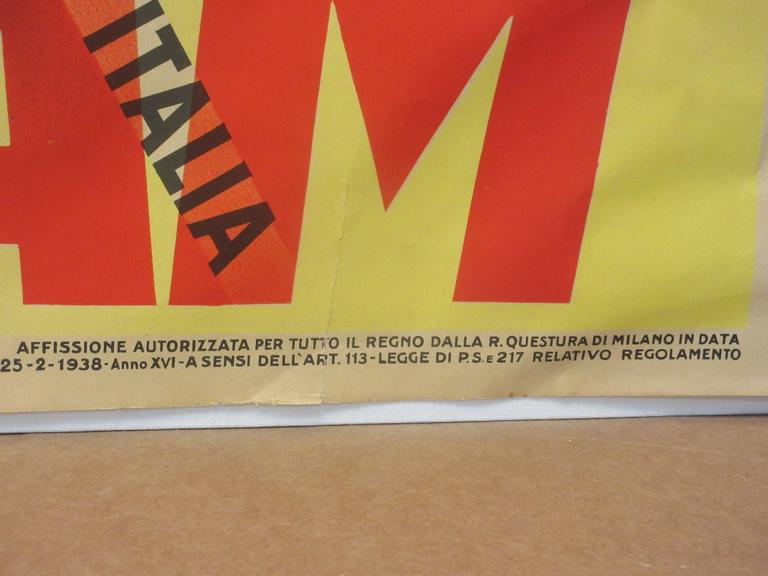 ITALIA
AM
AFFISSIONE AUTORIZZATA PER TUTTO IL REGNO DALLA R. QUESTURA DI MILANO IN DATA
25-2-1938-Anno XVI-A SENSI DELL'ART. 113-LEGGE DI P.S. E 217 RELATIVO REGOLAMENTO